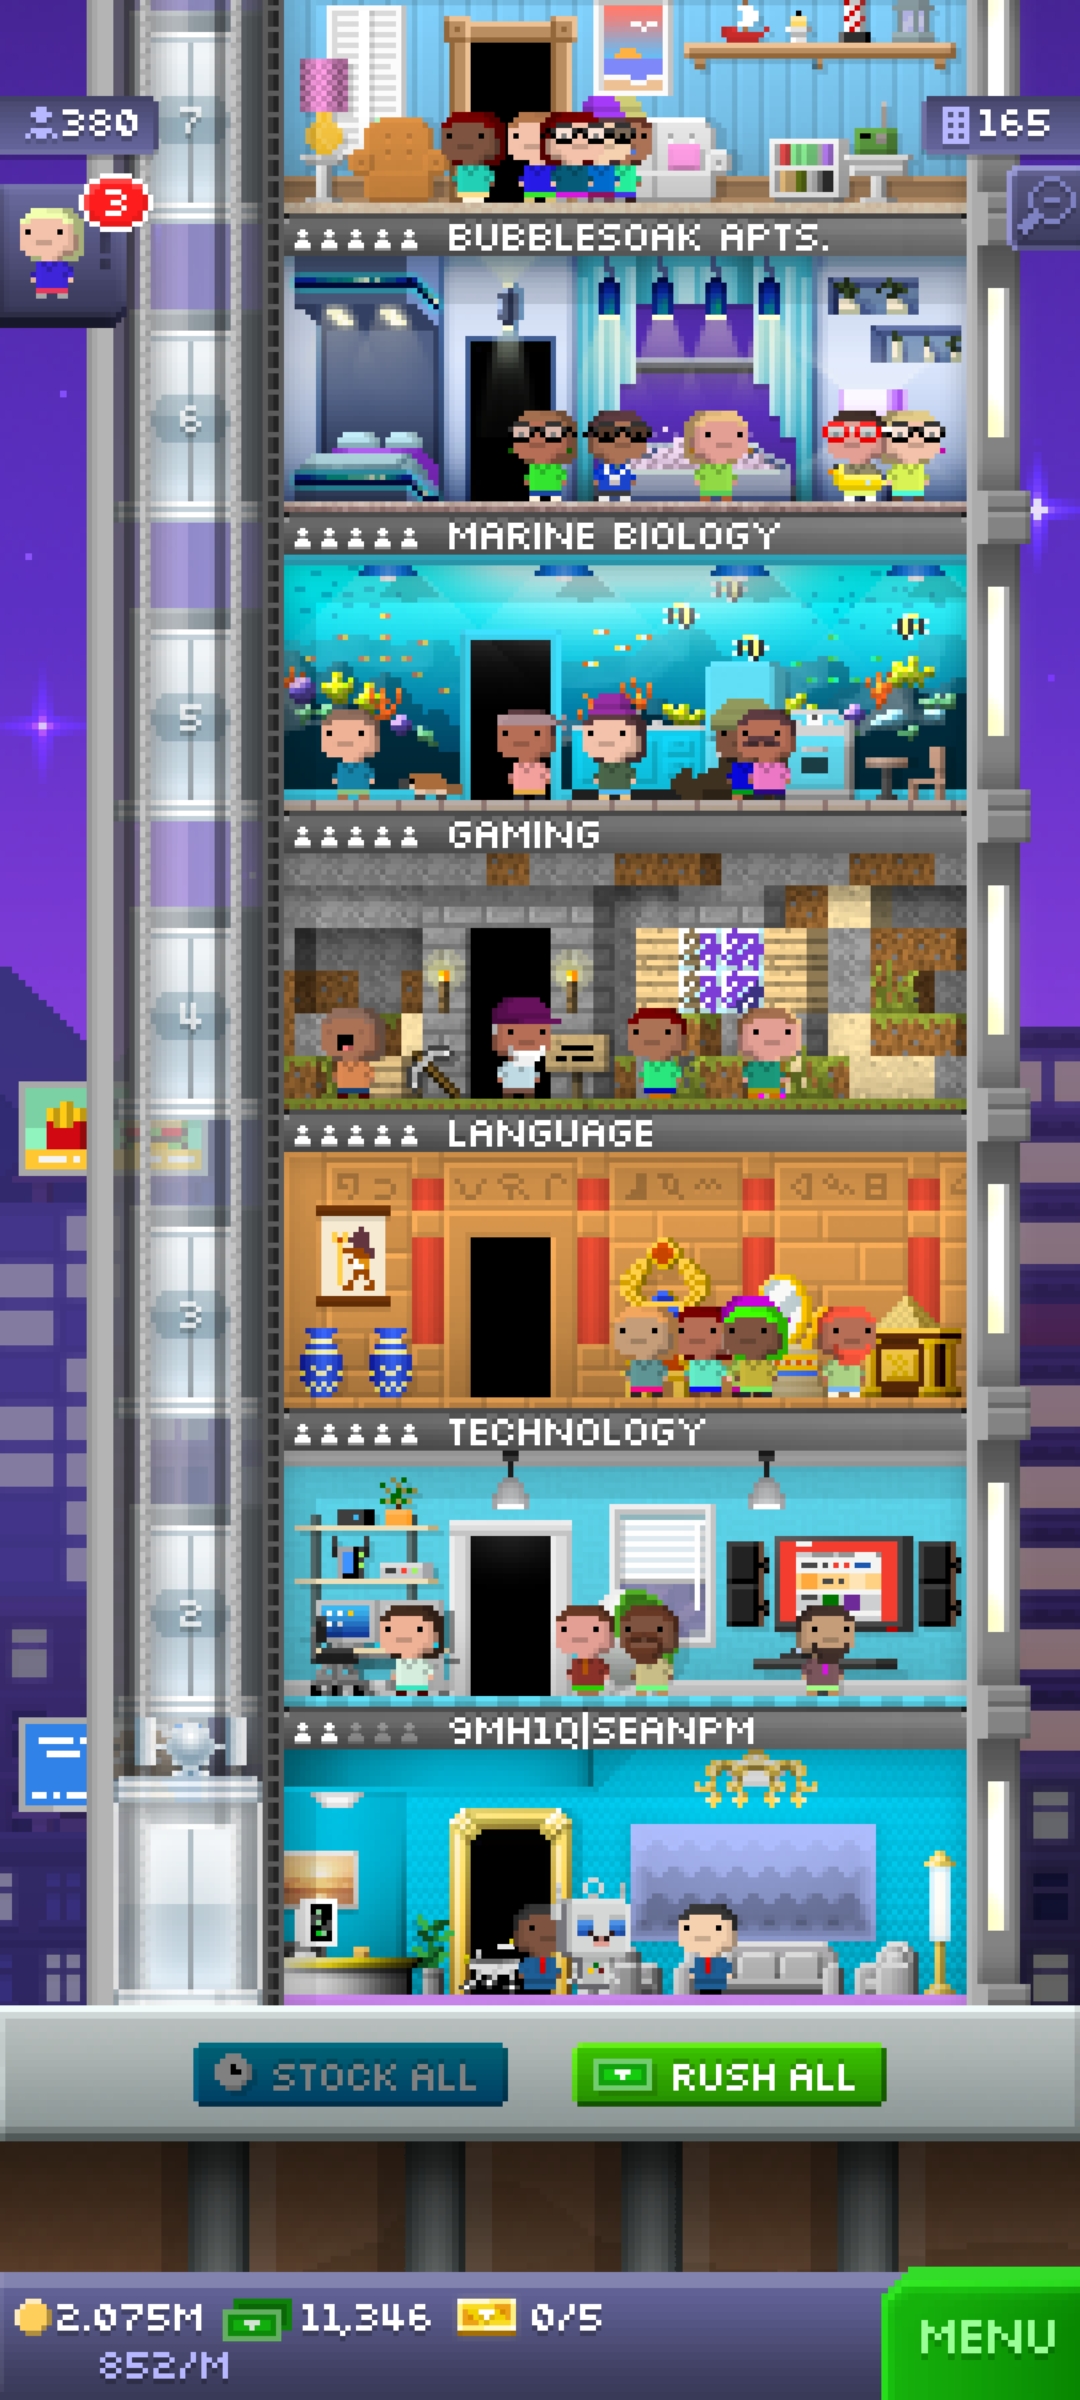 7
380
165
3
BUBBLESOAK APTS.
6
MARINE BIOLOGY
5
GAMING
4
LANGUAGE
3
TECHNOLOGY
2
9MH1Q|SEANPM
STOCK ALL
RUSH ALL
2.075M
11,346
0/5
852/M
MENU